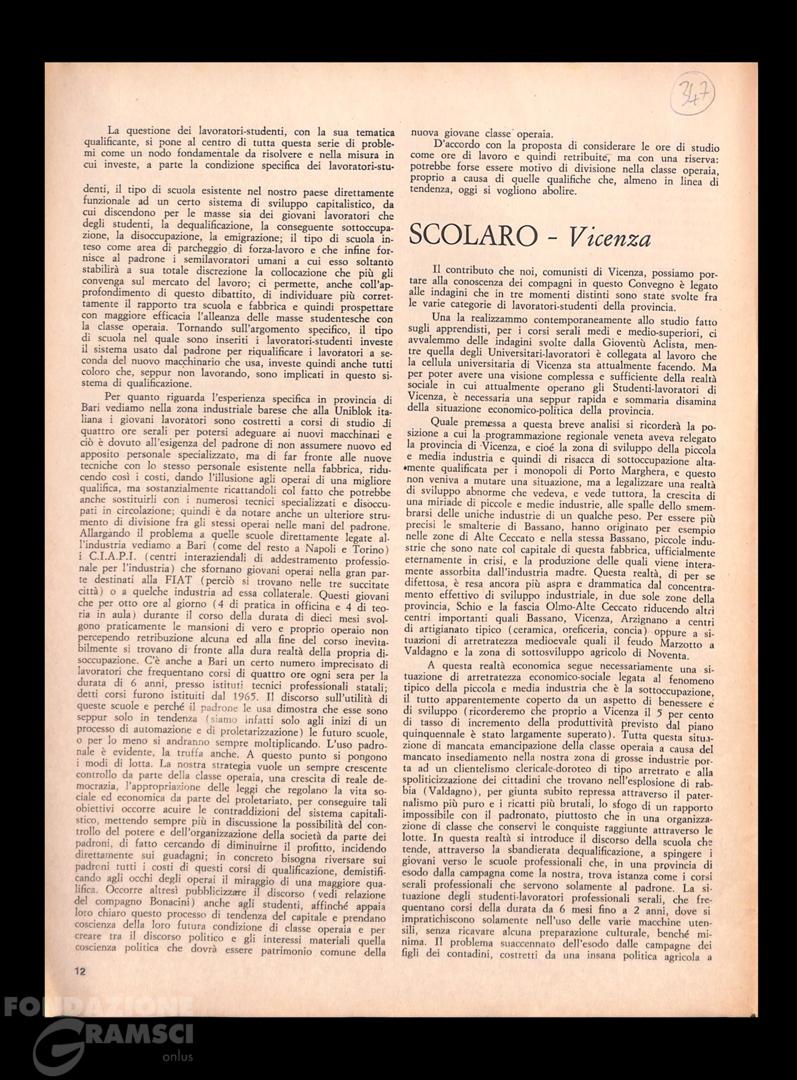 347
La questione dei lavoratori-studenti, con la sua tematica
qualificante, si pone al centro di tutta questa serie di proble-
mi come un nodo fondamentale da risolvere e nella misura in
cui investe, a parte la condizione specifica dei lavoratori-stu-
denti, il tipo di scuola esistente nel nostro paese direttamente
funzionale ad un certo sistema di sviluppo capitalistico, da
cui discendono per le masse sia dei giovani lavoratori che
degli studenti, la dequalificazione, la conseguente sottoccupa-
zione, la disoccupazione, la emigrazione; il tipo di scuola in-
teso come area di parcheggio di forza-lavoro e che infine for-
nisce al padrone i semilavoratori umani a cui esso soltanto
stabilirà a sua totale discrezione la collocazione che più gli
convenga sul mercato del lavoro; ci permette, anche coll'ap-
profondimento di questo dibattito, di individuare più corret-
tamente il rapporto tra scuola e fabbrica e quindi prospettare
con maggiore efficacia l'alleanza delle masse studentesche con
la classe operaia. Tornando sull'argomento specifico, il tipo
di scuola nel quale sono inseriti i lavoratori-studenti investe
il sistema usato dal padrone per riqualificare i lavoratori a se-
conda del nuovo macchinario che usa, investe quindi anche tutti
coloro che, seppur non lavorando, sono implicati in questo si-
stema di qualificazione.
Per quanto riguarda l'esperienza specifica in provincia di
Bari vediamo nella zona industriale barese che alla Uniblok ita-
liana i giovani lavoratori sono costretti a corsi di studio di
quattro ore serali per potersi adeguare ai nuovi macchinati e
ciò è dovuto all'esigenza del padrone di non assumere nuovo ed
apposito personale specializzato, ma di far fronte alle nuove
tecniche con lo stesso personale esistente nella fabbrica, ridu-
cendo così i costi, dando l'illusione agli operai di una migliore
qualifica, ma sostanzialmente ricattandoli col fatto che potrebbe
anche sostituirli con i numerosi tecnici specializzati e disoccu-
pati in circolazione; quindi è da notare anche un ulteriore stru-
mento di divisione fra gli stessi operai nelle mani del padrone.
Allargando il problema a quelle scuole direttamente legate al-
l'industria vediamo a Bari (come del resto a Napoli e Torino)
i C.I.A.P.I. (centri interaziendali di addestramento professio-
nale per l'industria) che sfornano giovani operai nella gran par-
te destinati alla FIAT (perciò si trovano nelle tre succitate
città) o a quelche industria ad essa collaterale. Questi giovani
che per otto ore al giorno (4 di pratica in officina e 4 di teo-
ria in aula) durante il corso della durata di dieci mesi svol-
gono praticamente le mansioni di vero e proprio operaio non
percependo retribuzione alcuna ed alla fine del corso inevita-
bilmente si trovano di fronte alla dura realtà della propria di-
soccupazione. C'è anche a Bari un certo numero imprecisato di
lavoratori che frequentano corsi di quattro ore ogni sera per la
durata di 6 anni, presso istituti tecnici professionali statali;
detti corsi furono istituiti dal 1965. Il discorso sull'utilità di
queste scuole e perché il padrone le usa dimostra che esse sono
seppur solo in tendenza (siamo infatti solo agli inizi di un
processo di automazione e di proletarizzazione) le futuro scuole,
o per lo meno si andranno sempre moltiplicando. L'uso padro-
nale è evidente, la truffa anche. A questo punto si pongono
i modi di lotta. La nostra strategia vuole un sempre crescente
controllo da parte della classe operaia, una crescita di reale de-
mocrazia, l'appropriazione delle leggi che regolano la vita so-
ciale ed economica da parte del proletariato, per conseguire tali
obiettivi occorre acuire le contraddizioni del sistema capitali-
stico, mettendo sempre più in discussione la possibilità del con-
trollo del potere e dell'organizzazione della società da parte dei
padroni, di fatto cercando di diminuirne il profitto, incidendo
direttamente sui guadagni; in concreto bisogna riversare sui
padroni tutti i costi di questi corsi di qualificazione, demistifi-
cando agli occhi degli operai il miraggio di una maggiore qua-
lifica. Occorre altresì pubblicizzare il discorso (vedi relazione
del compagno Bonacini) anche agli studenti, affinché appaia
loro chiaro questo processo di tendenza del capitale e prendano
coscienza della loro futura condizione di classe operaia e per
creare tra il discorso politico e gli interessi materiali quella
coscienza politica che dovrà essere patrimonio comune della
12
nuova giovane classe operaia.
D'accordo con la proposta di considerare le ore di studio
come ore di lavoro e quindi retribuite, ma con una riserva:
potrebbe forse essere motivo di divisione nella classe operaia,
proprio a causa di quelle qualifiche che, almeno in linea di
tendenza, oggi si vogliono abolire.
SCOLARO - Vicenza
Il contributo che noi, comunisti di Vicenza, possiamo por-
tare alla conoscenza dei compagni in questo Convegno è legato
alle indagini che in tre momenti distinti sono state svolte fra
le varie categorie di lavoratori-studenti della provincia.
Una la realizzammo contemporaneamente allo studio fatto
sugli apprendisti, per i corsi serali medi e medio-superiori, ci
avvalemmo delle indagini svolte dalla Gioventù Aclista, men-
tre quella degli Universitari-lavoratori è collegata al lavoro che
la cellula universitaria di Vicenza sta attualmente facendo. Ma
per poter avere una visione complessa e sufficiente della realtà
sociale in cui attualmente operano gli Studenti-lavoratori di
Vicenza, è necessaria una seppur rapida e sommaria disamina
della situazione economico-politica della provincia.
Quale premessa a questa breve analisi si ricorderà la po-
sizione a cui la programmazione regionale veneta aveva relegato
la provincia di Vicenza, e cioé la zona di sviluppo della piccola
e media industria e quindi di risacca di sottoccupazione alta-
mente qualificata per i monopoli di Porto Marghera, e questo
non veniva a mutare una situazione, ma a legalizzare una realtà
di sviluppo abnorme che vedeva, e vede tuttora, la crescita di
una miriade di piccole e medie industrie, alle spalle dello smem-
brarsi delle uniche industrie di un qualche peso. Per essere più
precisi le smalterie di Bassano, hanno originato per esempio
nelle zone di Alte Ceccato e nella stessa Bassano, piccole indu-
strie che sono nate col capitale di questa fabbrica, ufficialmente
eternamente in crisi, e la produzione delle quali viene intera-
mente assorbita dall'industria madre. Questa realtà, di per se
difettosa, è resa ancora più aspra e drammatica dal concentra-
mento effettivo di sviluppo industriale, in due sole zone della
provincia, Schio e la fascia Olmo-Alte Ceccato riducendo altri
centri importanti quali Bassano, Vicenza, Arzignano a centri
di artigianato tipico (ceramica, oreficeria, concia) oppure a si-
tuazioni di arretratezza medioevale quali il feudo Marzotto a
Valdagno e la zona di sottosviluppo agricolo di Noventa.
A questa realtà economica segue necessariamente una si-
tuazione di arretratezza economico-sociale legata al fenomeno
tipico della piccola e media industria che è la sottoccupazione,
il tutto apparentemente coperto da un aspetto di benessere e
di sviluppo (ricorderemo che proprio a Vicenza il 5 per cento
di tasso di incremento della produttività previsto dal piano
quinquennale è stato largamente superato). Tutta questa situa-
zione di mancata emancipazione della classe operaia a causa del
mancato insediamento nella nostra zona di grosse industrie por-
ta ad un clientelismo clericale-doroteo di tipo arretrato e alla
spoliticizzazione dei cittadini che trovano nell'esplosione di rab-
bia (Valdagno), per giunta subito repressa attraverso il pater-
nalismo più puro e i ricatti più brutali, lo sfogo di un rapporto
impossibile con il padronato, piuttosto che in una organizza-
zione di classe che conservi le conquiste raggiunte attraverso le
lotte. In questa realtà si introduce il discorso della scuola che
tende, attraverso la sbandierata dequalificazione, a spingere i
giovani verso le scuole professionali che, in una provincia di
esodo dalla campagna come la nostra, trova istanza come i corsi
serali professionali che servono solamente al padrone. La si-
tuazione degli studenti-lavoratori professionali serali, che fre-
quentano corsi della durata da 6 mesi fino a 2 anni, dove si
impratichiscono solamente nell'uso delle varie macchine uten-
sili, senza ricavare alcuna preparazione culturale, benché mi-
nima. Il problema suaccennato dell'esodo dalle campagne dei
figli dei contadini, costretti da una insana politica agricola a
FONDAZIONE
GRAMSCI
onlus